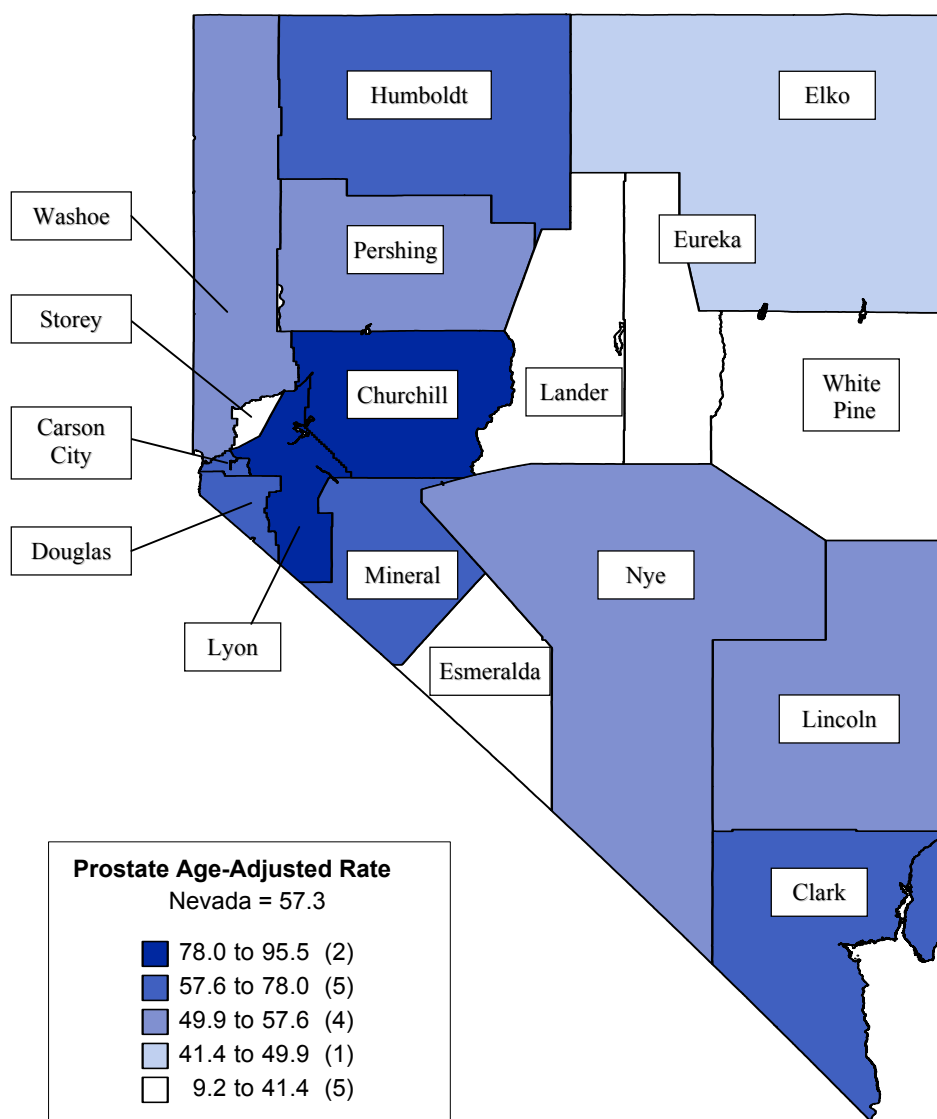 Humboldt
Elko
Washoe
Pershing
Eureka
Storey
Churchill
Lander
White
Pine
Carson
City
Douglas
Mineral
Nye
Lyon
Esmeralda
Lincoln
Clark
Prostate Age-Adjusted Rate
Nevada = 57.3
78.0 to 95.5 (2)
57.6 to 78.0 (5)
49.9 to 57.6 (4)
41.4 to 49.9 (1)
9.2 to 41.4 (5)